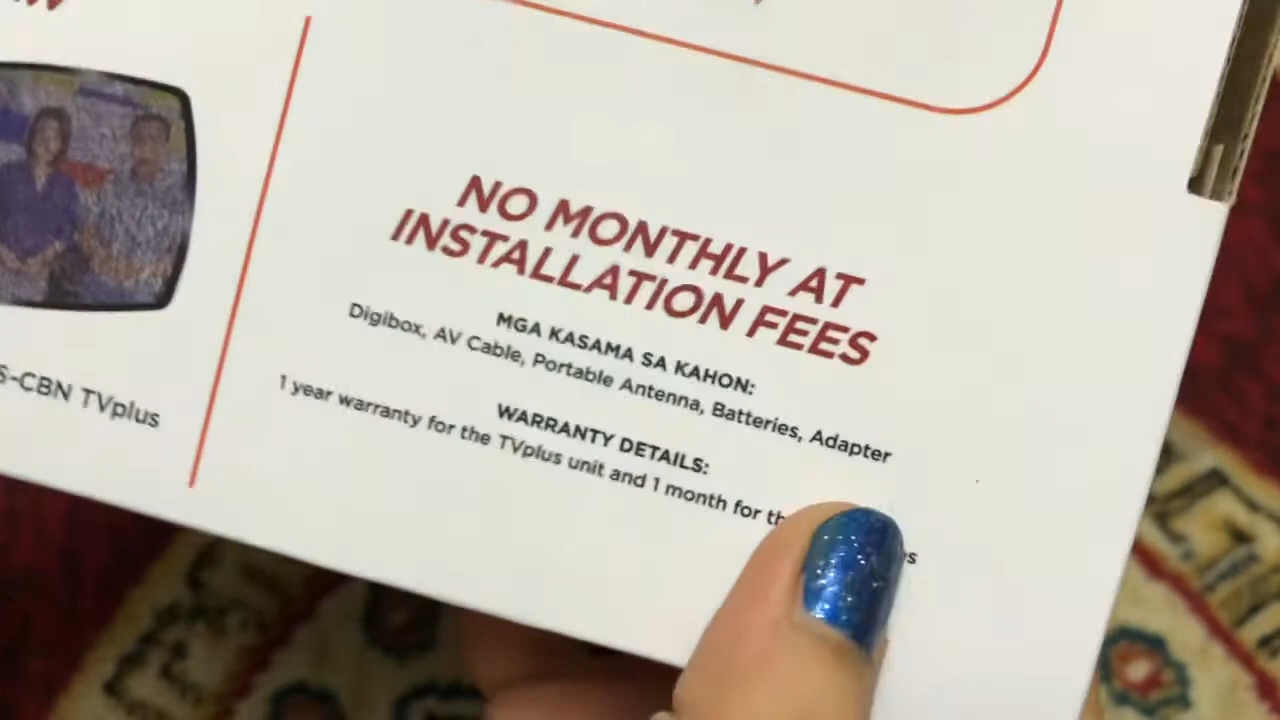 NO MONTHLY AT
INSTALLATION FEES
MGA KASAMA SA KAHON:
Digibox, AV Cable, Portable Antenna, Batteries, Adapter
WARRANTY DETAILS:
1 year warranty for the TVplus unit and 1 month for
S-CBN TVplus